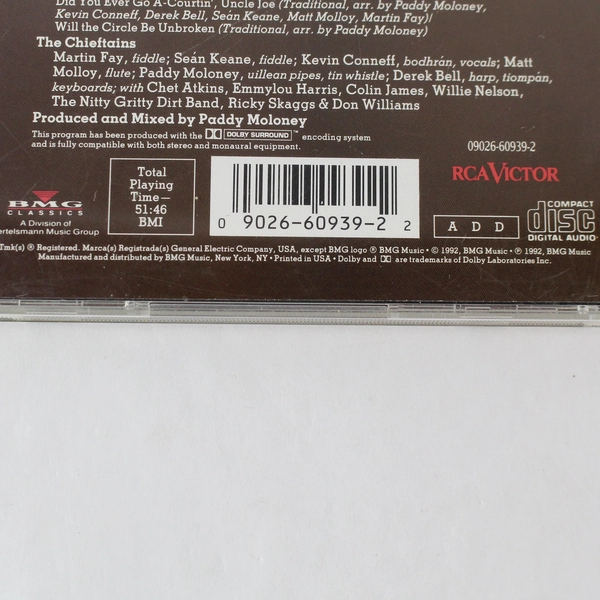 Did You Ever Go A-Courtin', Uncle Joe (Traditional, arr. by Paddy Moloney,
Kevin Conneff, Derek Bell, Seán Keane, Matt Molloy, Martin Fay)/
Will the Circle Be Unbroken (Traditional, arr. by Paddy Moloney)
The Chieftains
Martin Fay, fiddle; Seán Keane, fiddle; Kevin Conneff, bodhrán, vocals; Matt
Molloy, flute; Paddy Moloney, uillean pipes, tin whistle; Derek Bell, harp, tiompán,
keyboards; with Chet Atkins, Emmylou Harris, Colin James, Willie Nelson,
The Nitty Gritty Dirt Band, Ricky Skaggs & Don Williams
Produced and Mixed by Paddy Moloney
This program has been produced with the DOLBY SURROUND™ encoding system
and is fully compatible with both stereo and monaural equipment.
09026-60939-2
RCA VICTOR
Total
Playing
Time—
51:46
BMI
BMG
CLASSICS
A Division of
ertelsmann Music Group
0 9026-60939-2 2
A D D
COMPACT
disc
DIGITAL AUDIO
Tmk(s) ® Registered. Marca(s) Registrada(s) General Electric Company, USA, except BMG logo ® BMG Music • © 1992, BMG Music • ℗ 1992, BMG Music
Manufactured and distributed by BMG Music, New York, NY • Printed in USA • Dolby and DD are trademarks of Dolby Laboratories Inc.